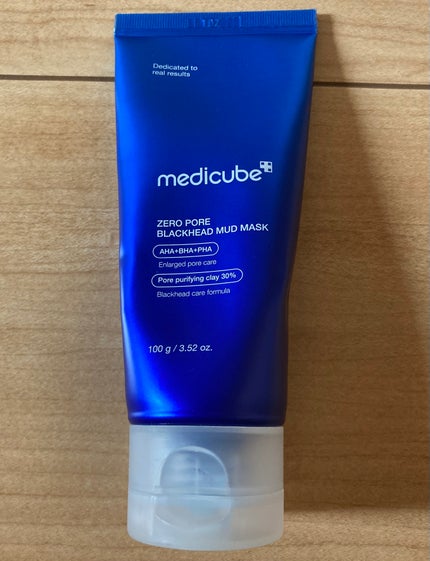 Dedicated to
real results
medicube
ZERO PORE
BLACKHEAD MUD MASK
AHA+BHA+PHA
Enlarged pore care
Pore purifying clay 30%
Blackhead care formula
100 g / 3.52 oz.